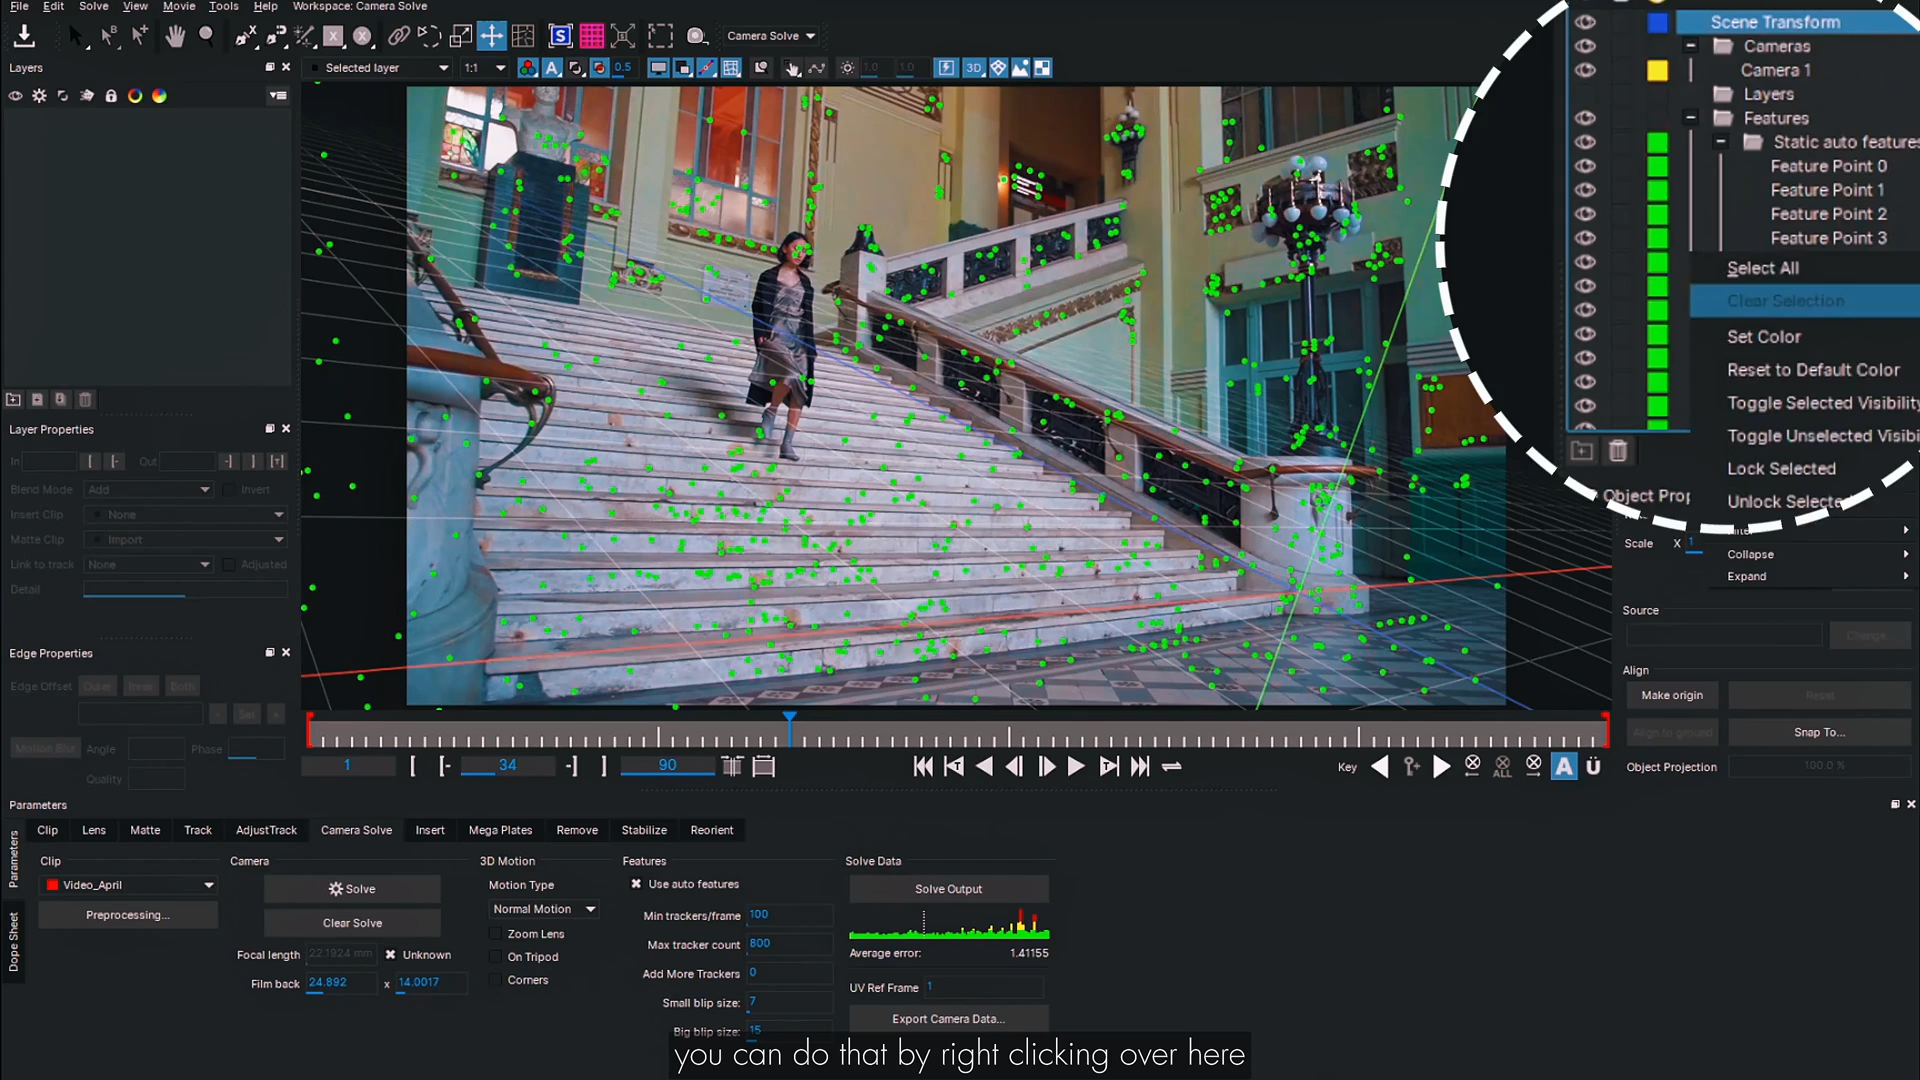 File Edit Solve View Movie Tools Help Workspace: Camera Solve
Camera Solve
Layers
Selected layer 1:1 0.5 1.0 1.0 3D
Scene Transform
Cameras
Camera 1
Layers
Features
Static auto features
Feature Point 0
Feature Point 1
Feature Point 2
Feature Point 3
Select All
Clear Selection
Set Color
Reset to Default Color
Toggle Selected Visibility
Toggle Unselected Visibi
Lock Selected
Unlock Selected
Object Prop
Scale X 1
Collapse
Expand
Source
Change...
Align
Make origin Reset
Align to ground Snap To...
Object Projection 100.0 %
Layer Properties
In Out
Blend Mode Add Invert
Insert Clip None
Matte Clip Import
Link to track None Adjusted
Detail
Edge Properties
Edge Offset Outer Inner Both
Set
Motion Blur Angle Phase
Quality
1 34 90
Key ALL A Ü
Parameters
Parameters
Dope Sheet
Clip Lens Matte Track AdjustTrack Camera Solve Insert Mega Plates Remove Stabilize Reorient
Clip
Video_April
Preprocessing...
Camera
Solve
Clear Solve
Focal length 22.1924 mm Unknown
Film back 24.892 x 14.0017
3D Motion
Motion Type
Normal Motion
Zoom Lens
On Tripod
Corners
Features
Use auto features
Min trackers/frame 100
Max tracker count 800
Add More Trackers 0
Small blip size: 7
Big blip size: 15
Solve Data
Solve Output
Average error: 1.41155
UV Ref Frame 1
Export Camera Data...
you can do that by right clicking over here